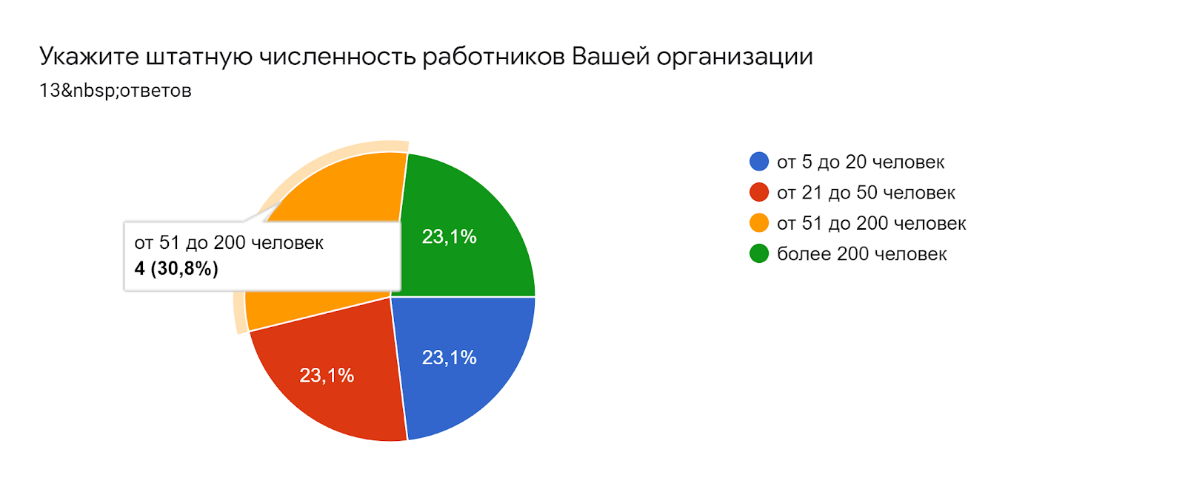 Укажите штатную численность работников Вашей организации
13&nbsp;ответов
от 5 до 20 человек
от 21 до 50 человек
от 51 до 200 человек
более 200 человек
от 51 до 200 человек
4 (30,8%)
23,1%
23,1%
23,1%